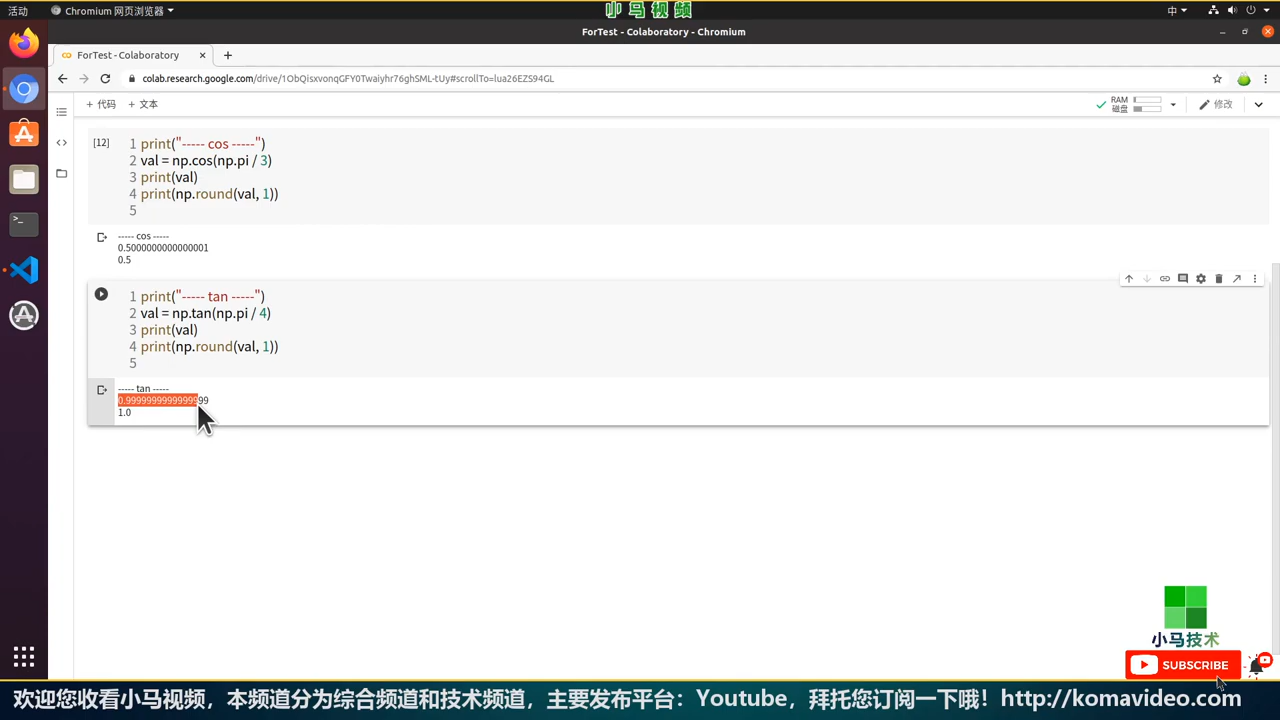 活动
Chromium 网页浏览器
小马视频
中
ForTest - Colaboratory - Chromium
ForTest - Colaboratory
colab.research.google.com/drive/1ObQisxvonqGFY0Twaiyhr76ghSML-tUy#scrollTo=lua26EZS94GL
+ 代码 + 文本
RAM
磁盘
修改
[12]
1 print("----- cos -----")
2 val = np.cos(np.pi / 3)
3 print(val)
4 print(np.round(val, 1))
5
----- cos -----
0.5000000000000001
0.5
1 print("----- tan -----")
2 val = np.tan(np.pi / 4)
3 print(val)
4 print(np.round(val, 1))
5
----- tan -----
0.9999999999999999
1.0
小马技术
SUBSCRIBE
欢迎您收看小马视频，本频道分为综合频道和技术频道，主要发布平台：Youtube，拜托您订阅一下哦！http://komavideo.com